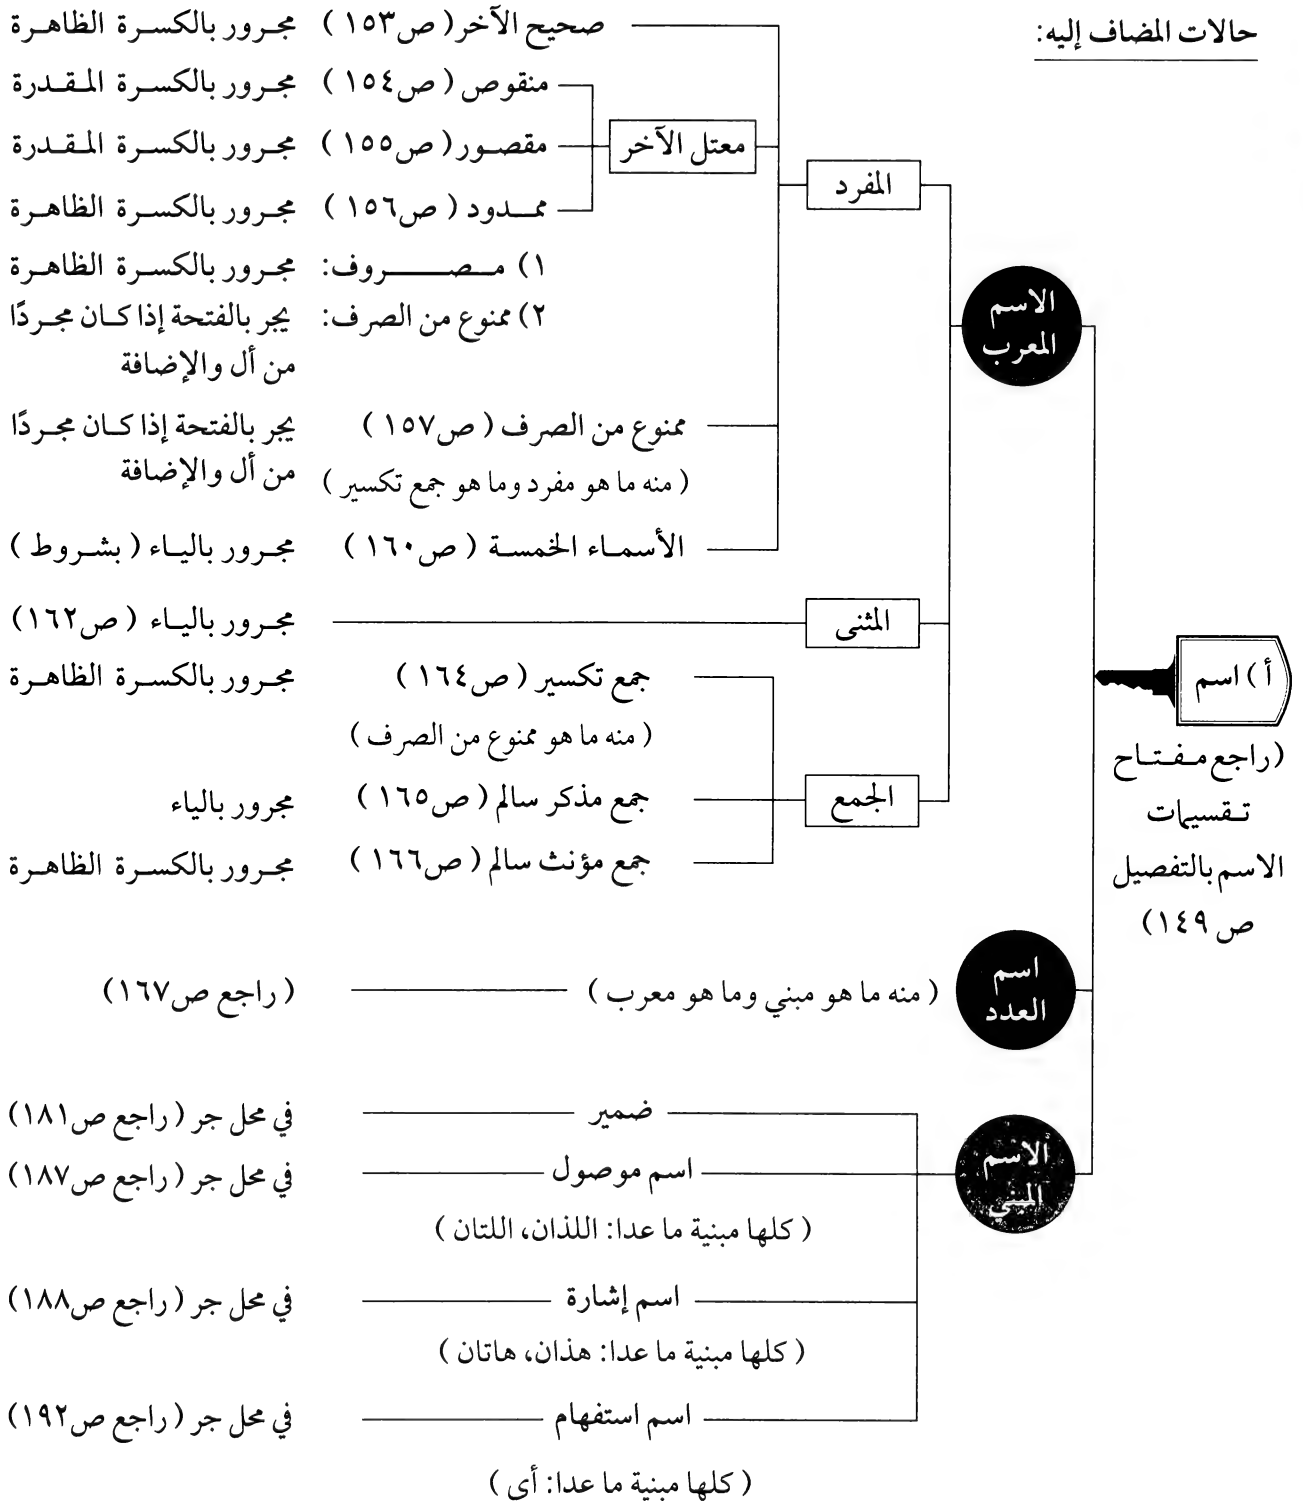 حالات المضاف إليه:
أ) اسم
(راجع مفتاح
تقسيمات
الاسم بالتفصيل
ص ١٤٩)
الاسم
المعرب
المفرد
صحيح الآخر (ص١٥٣) مجرور بالكسرة الظاهرة
معتل الآخر
منقوص (ص١٥٤) مجرور بالكسرة المقدرة
مقصور (ص١٥٥) مجرور بالكسرة المقدرة
ممدود (ص١٥٦) مجرور بالكسرة الظاهرة
١) مصروف: مجرور بالكسرة الظاهرة
٢) ممنوع من الصرف: يجر بالفتحة إذا كان مجردًا
من أل والإضافة
ممنوع من الصرف (ص١٥٧) يجر بالفتحة إذا كان مجردًا
من أل والإضافة
(منه ما هو مفرد وما هو جمع تكسير)
الأسماء الخمسة (ص١٦٠) مجرور بالياء (بشروط)
المثنى
مجرور بالياء (ص١٦٢)
الجمع
جمع تكسير (ص١٦٤) مجرور بالكسرة الظاهرة
(منه ما هو ممنوع من الصرف)
جمع مذكر سالم (ص١٦٥) مجرور بالياء
جمع مؤنث سالم (ص١٦٦) مجرور بالكسرة الظاهرة
اسم
العدد
(منه ما هو مبني وما هو معرب) (راجع ص١٦٧)
الاسم
المبنى
ضمير في محل جر (راجع ص١٨١)
اسم موصول في محل جر (راجع ص١٨٧)
(كلها مبنية ما عدا: اللذان، اللتان)
اسم إشارة في محل جر (راجع ص١٨٨)
(كلها مبنية ما عدا: هذان، هاتان)
اسم استفهام في محل جر (راجع ص١٩٢)
(كلها مبنية ما عدا: أى)